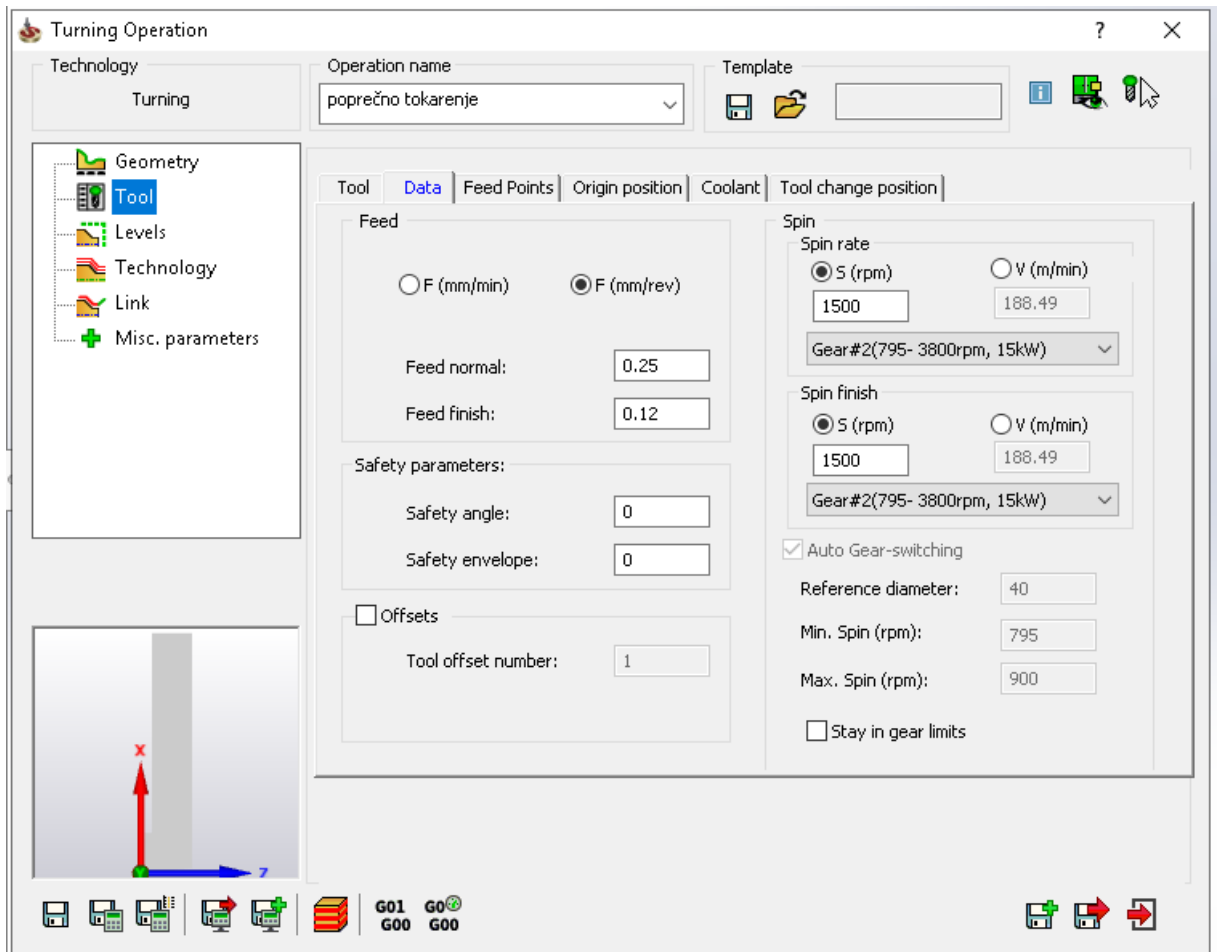 Turning Operation ?
Technology
Turning
Operation name
poprečno tokarenje
Template
Geometry
Tool
Levels
Technology
Link
Misc. parameters
Tool Data Feed Points Origin position Coolant Tool change position
Feed
F (mm/min) F (mm/rev)
Feed normal: 0.25
Feed finish: 0.12
Safety parameters:
Safety angle: 0
Safety envelope: 0
Offsets
Tool offset number: 1
Spin
Spin rate
S (rpm) V (m/min)
1500 188.49
Gear#2(795- 3800rpm, 15kW)
Spin finish
S (rpm) V (m/min)
1500 188.49
Gear#2(795- 3800rpm, 15kW)
Auto Gear-switching
Reference diameter: 40
Min. Spin (rpm): 795
Max. Spin (rpm): 900
Stay in gear limits
X
Z
G01 G0
G00 G00